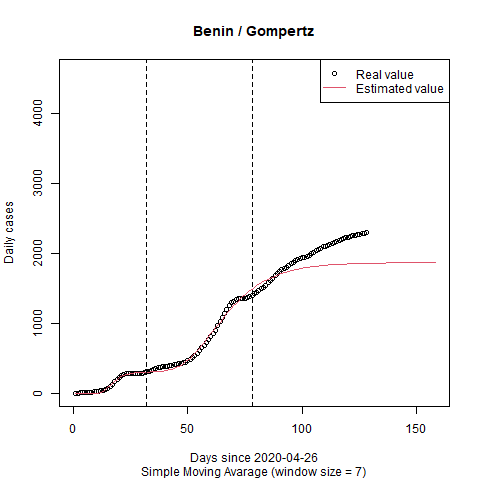 Benin / Gompertz
Real value
Estimated value
Daily cases
4000
3000
2000
1000
0
0 50 100 150
Days since 2020-04-26
Simple Moving Avarage (window size = 7)